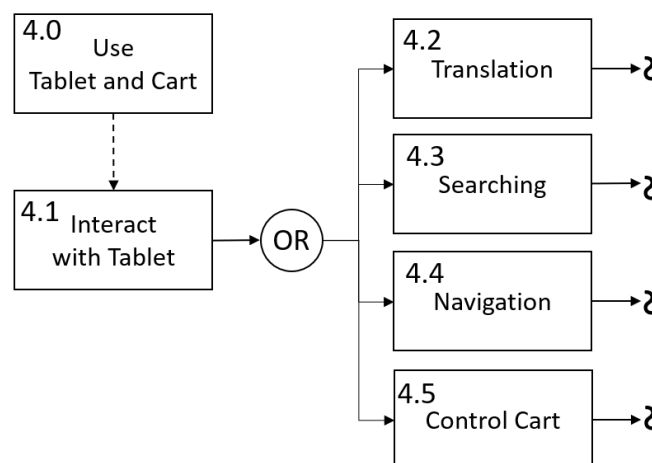 4.0
Use
Tablet and Cart
4.1
Interact
with Tablet
OR
4.2
Translation
4.3
Searching
4.4
Navigation
4.5
Control Cart